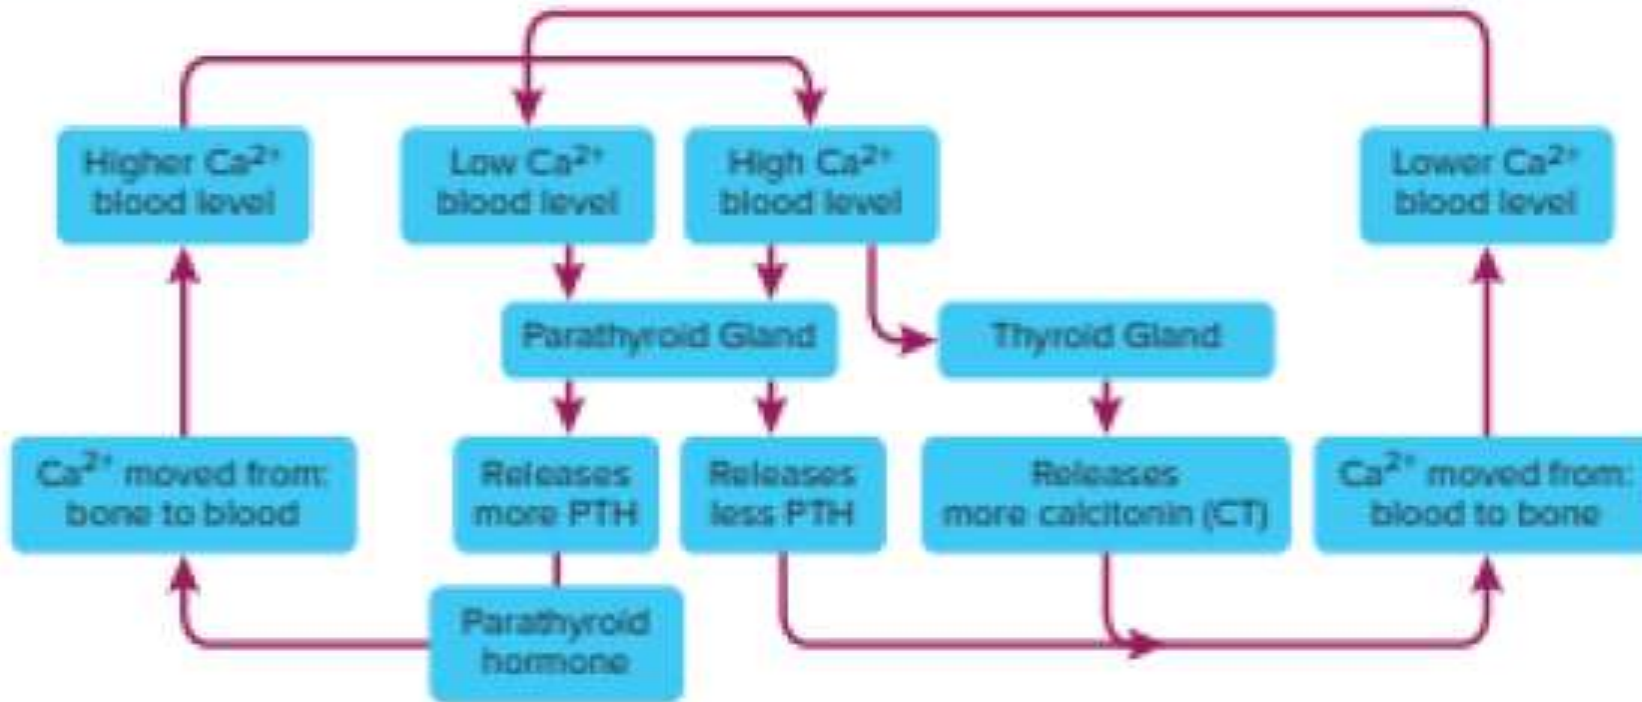 Higher Ca²⁺
blood level
Low Ca²⁺
blood level
High Ca²⁺
blood level
Lower Ca²⁺
blood level
Parathyroid Gland
Thyroid Gland
Ca²⁺ moved from:
bone to blood
Releases
more PTH
Releases
less PTH
Releases
more calcitonin (CT)
Ca²⁺ moved from:
blood to bone
Parathyroid
hormone